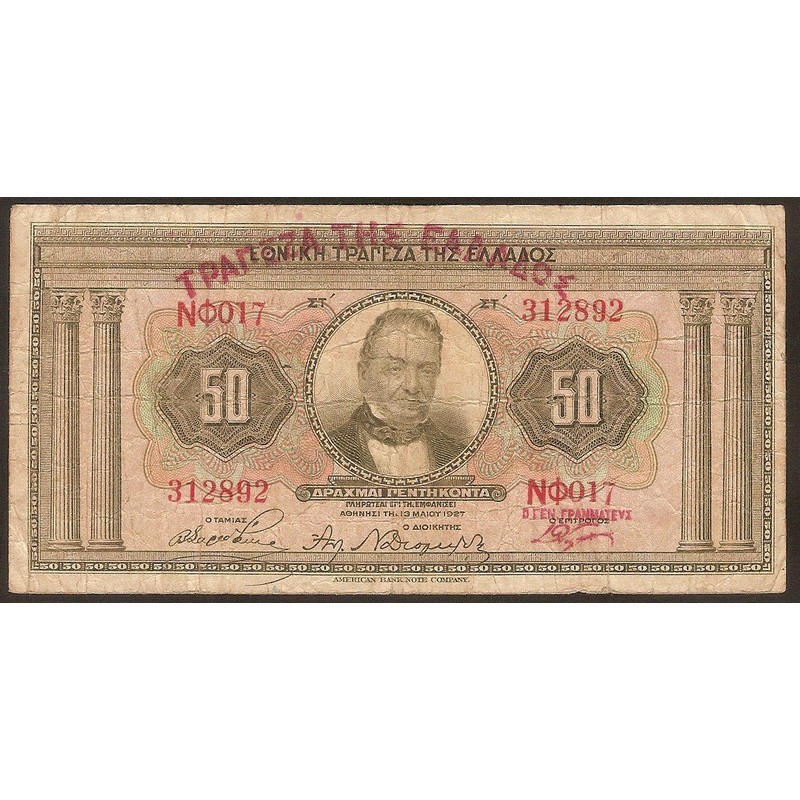 ΤΡΑΠΕΖΑ ΤΗΣ ΕΛΛΑΔΟΣ
ΕΘΝΙΚΗ ΤΡΑΠΕΖΑ ΤΗΣ ΕΛΛΑΔΟΣ
ΝΦ017 ΣΤ΄ ΣΤ΄ 312892
50 50
312892 ΔΡΑΧΜΑΙ ΠΕΝΤΗΚΟΝΤΑ ΝΦ017
ΠΛΗΡΩΤΕΑΙ ΕΠΙ ΤΗ ΕΜΦΑΝΙΣΕΙ
ΑΘΗΝΗΣΙ ΤΗι 13 ΜΑΙΟΥ 1927
Ο ΓΕΝ. ΓΡΑΜΜΑΤΕΥΣ
Ο ΤΑΜΙΑΣ Ο ΔΙΟΙΚΗΤΗΣ Ο ΕΠΙΤΡΟΠΟΣ
AMERICAN BANK NOTE COMPANY.